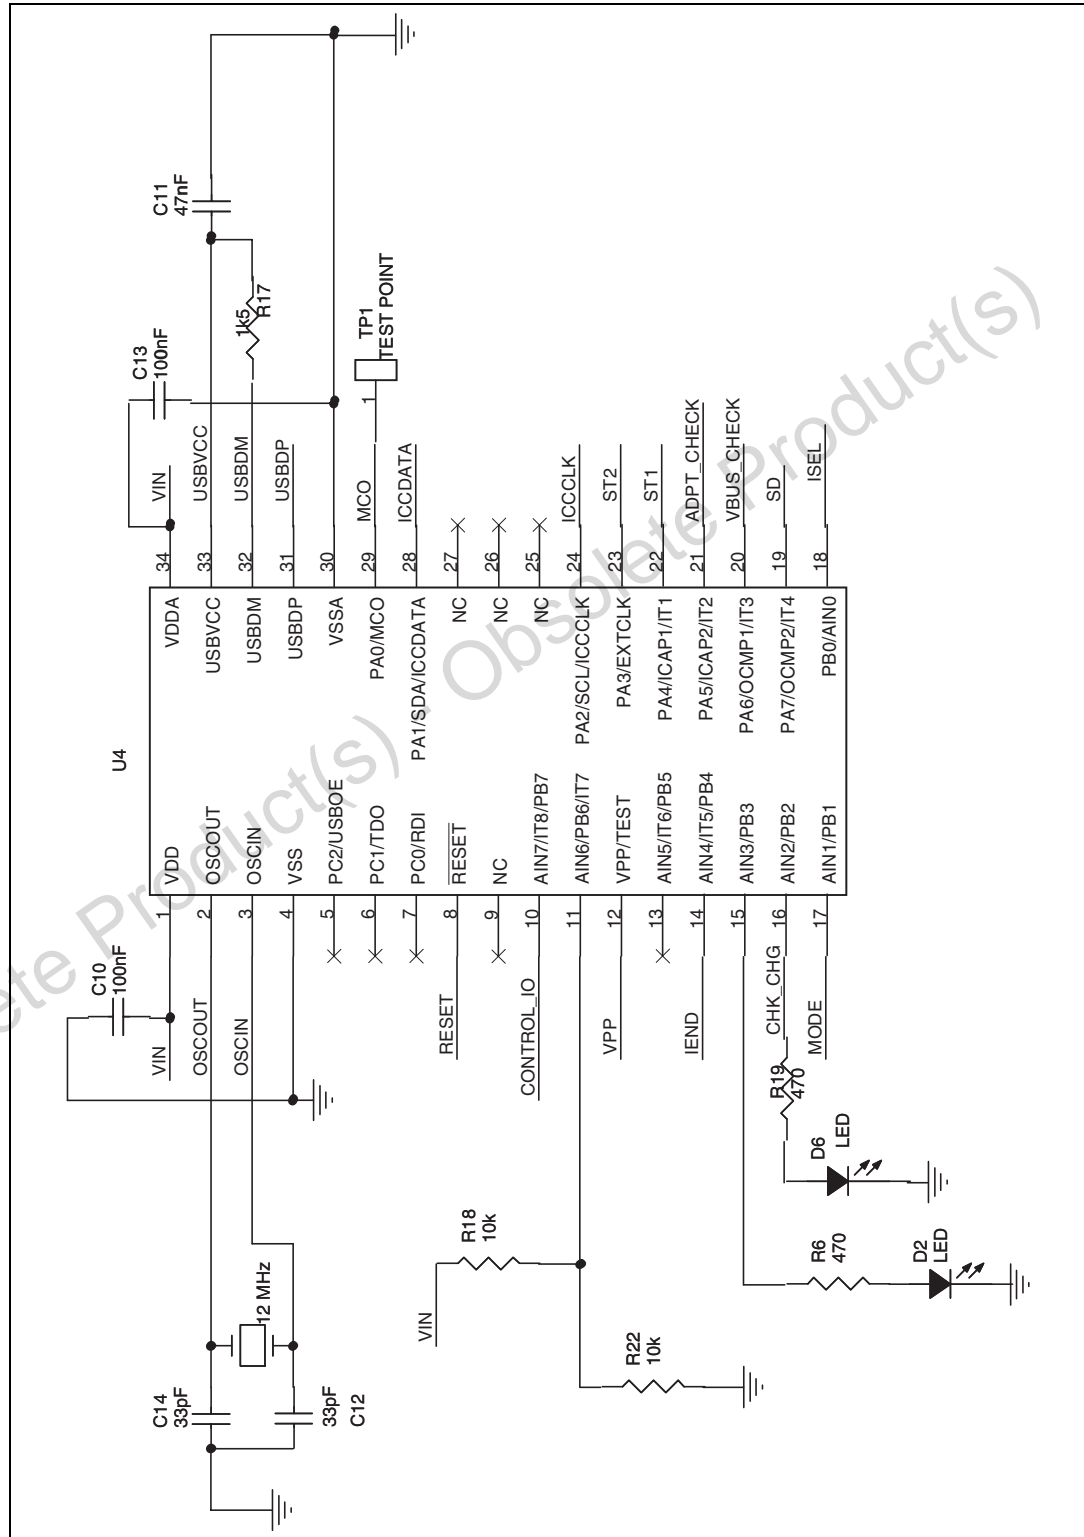 C11
47nF
C13
100nF
1k5
R17
TP1
TEST POINT
1
VIN
USBVCC
USBDM
USBDP
MCO
ICCDATA
ICCCLK
ST2
ST1
ADPT_CHECK
VBUS_CHECK
SD
ISEL
34
33
32
31
30
29
28
27
26
25
24
23
22
21
20
19
18
VDDA
USBVCC
USBDM
USBDP
VSSA
PA0/MCO
PA1/SDA/ICCDATA
NC
NC
NC
PA2/SCL/ICCCLK
PA3/EXTCLK
PA4/ICAP1/IT1
PA5/ICAP2/IT2
PA6/OCMP1/IT3
PA7/OCMP2/IT4
PB0/AIN0
U4
VDD
OSCOUT
OSCIN
VSS
PC2/USBOE
PC1/TDO
PC0/RDI
RESET
NC
AIN7/IT8/PB7
AIN6/PB6/IT7
VPP/TEST
AIN5/IT6/PB5
AIN4/IT5/PB4
AIN3/PB3
AIN2/PB2
AIN1/PB1
1
2
3
4
5
6
7
8
9
10
11
12
13
14
15
16
17
C10
100nF
VIN
OSCOUT
OSCIN
RESET
CONTROL_IO
VPP
IEND
CHK_CHG
MODE
R19
470
D6
LED
R6
470
D2
LED
R18
10k
VIN
R22
10k
12 MHz
C14
33pF
33pF
C12
ete Product(s) - Obsolete Product(s)